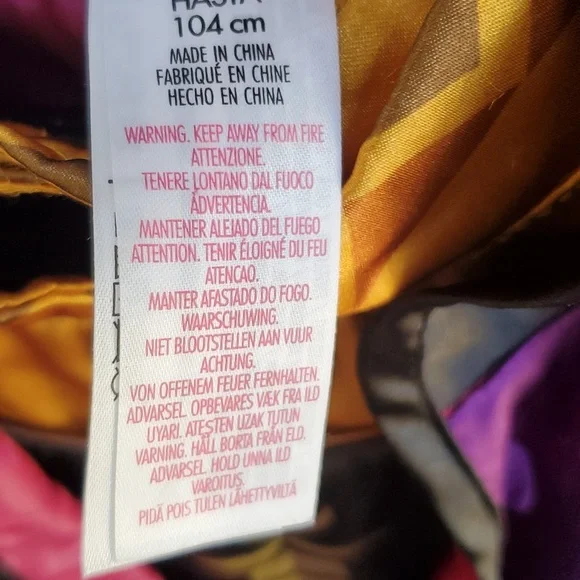 HASTA
104 cm
MADE IN CHINA
FABRIQUÉ EN CHINE
HECHO EN CHINA
WARNING. KEEP AWAY FROM FIRE
ATTENZIONE.
TENERE LONTANO DAL FUOCO
ADVERTENCIA.
MANTENER ALEJADO DEL FUEGO
ATTENTION. TENIR ÉLOIGNÉ DU FEU
ATENCAO.
MANTER AFASTADO DO FOGO.
WAARSCHUWING.
NIET BLOOTSTELLEN AAN VUUR
ACHTUNG.
VON OFFENEM FEUER FERNHALTEN.
ADVARSEL. OPBEVARES VÆK FRA ILD
UYARI. ATEŞTEN UZAK TUTUN
VARNING. HÅLL BORTA FRÅN ELD.
ADVARSEL. HOLD UNNA ILD
VAROITUS.
PIDÄ POIS TULEN LÄHETTYVILTÄ